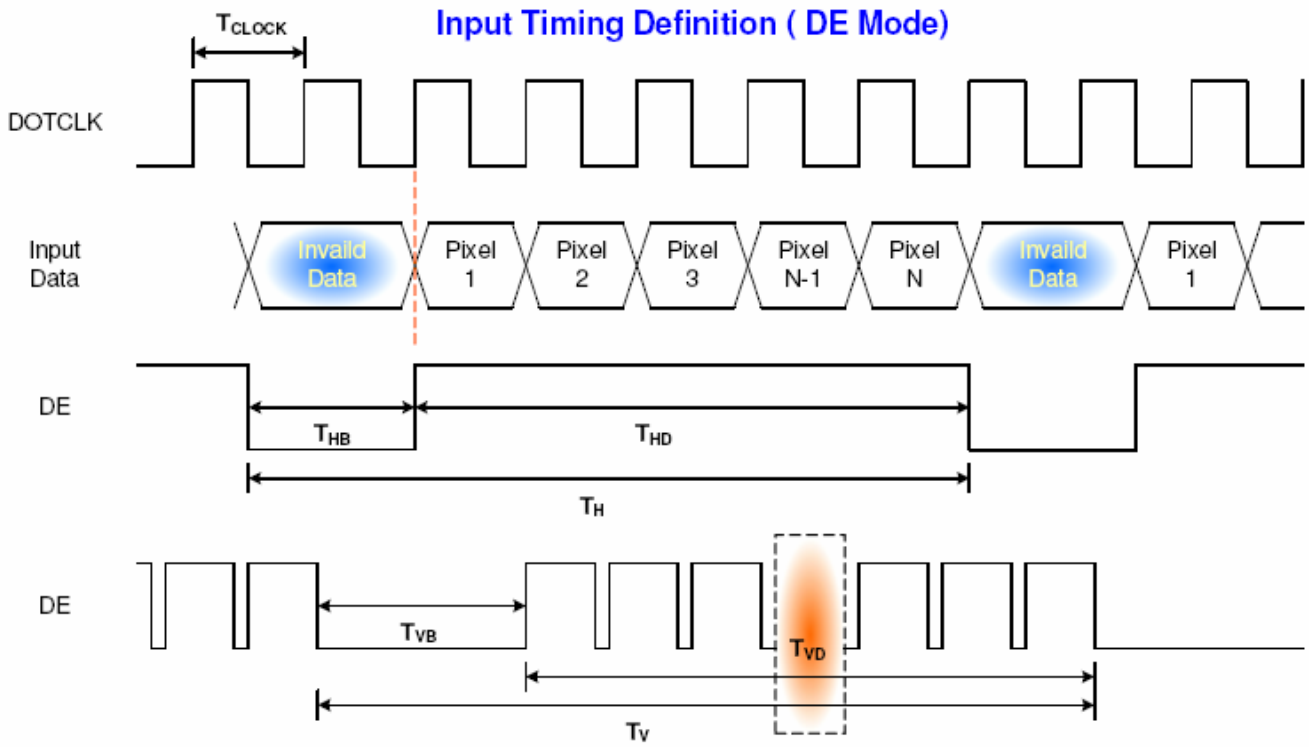 Input Timing Definition ( DE Mode)
TCLOCK
DOTCLK
Input
Data
Invaild
Data
Pixel
1
Pixel
2
Pixel
3
Pixel
N-1
Pixel
N
Invaild
Data
Pixel
1
DE
THB
THD
TH
DE
TVB
TVD
TV